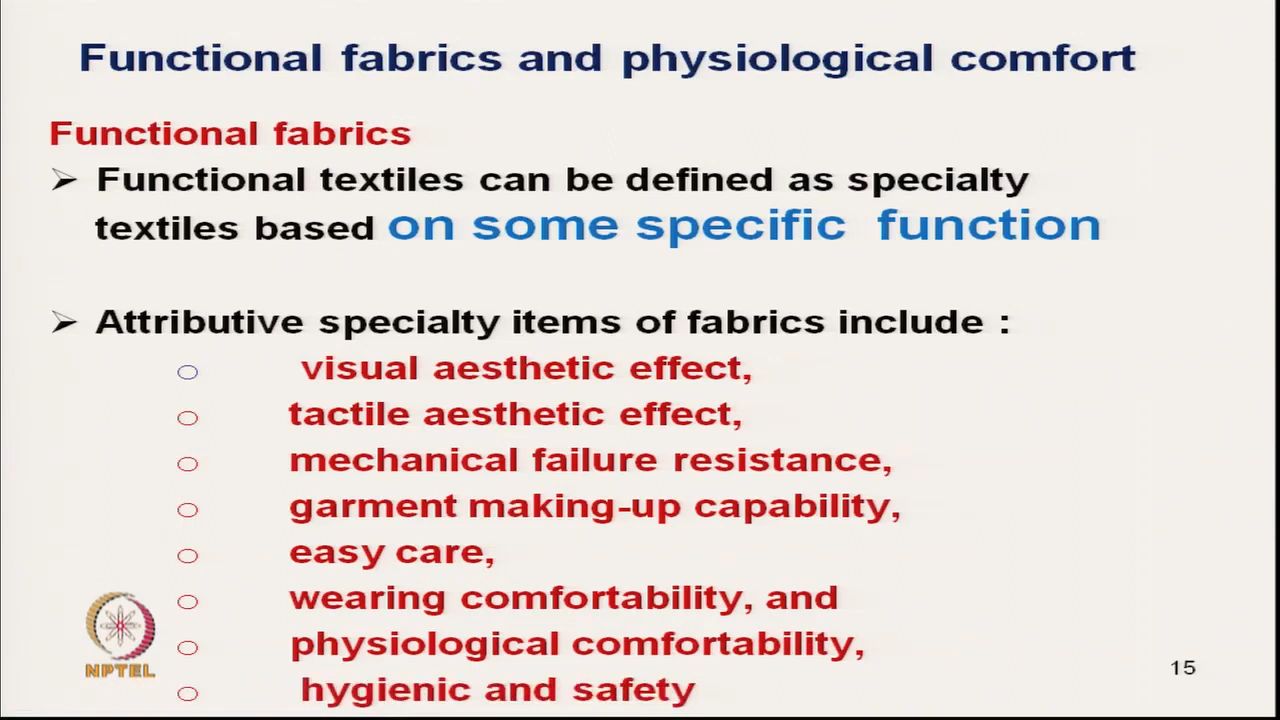 Functional fabrics and physiological comfort
Functional fabrics
➢ Functional textiles can be defined as specialty
textiles based on some specific function
➢ Attributive specialty items of fabrics include :
○ visual aesthetic effect,
○ tactile aesthetic effect,
○ mechanical failure resistance,
○ garment making-up capability,
○ easy care,
○ wearing comfortability, and
○ physiological comfortability,
○ hygienic and safety
NPTEL
15